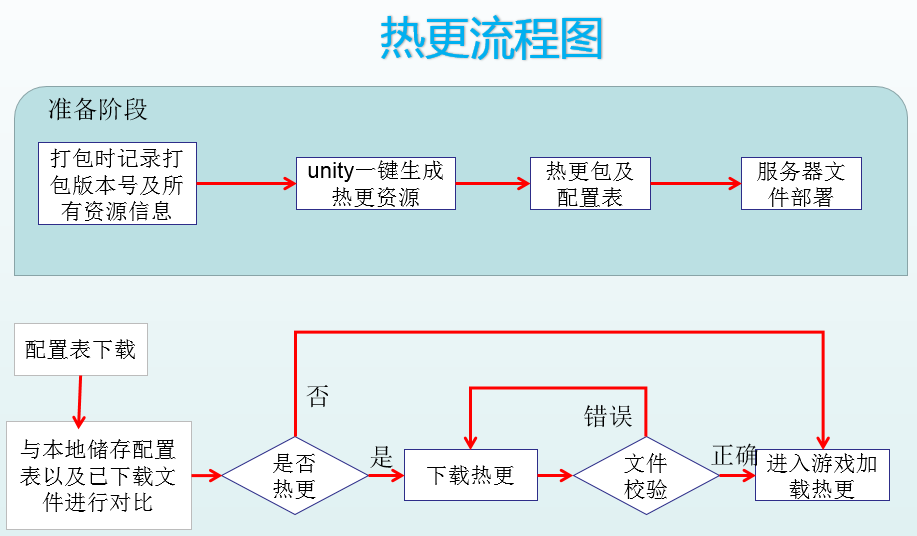 热更流程图
准备阶段
打包时记录打
包版本号及所
有资源信息
unity一键生成
热更资源
热更包及
配置表
服务器文
件部署
配置表下载
与本地储存配置
表以及已下载文
件进行对比
是否
热更
否
是
下载热更
错误
文件
校验
正确
进入游戏加
载热更